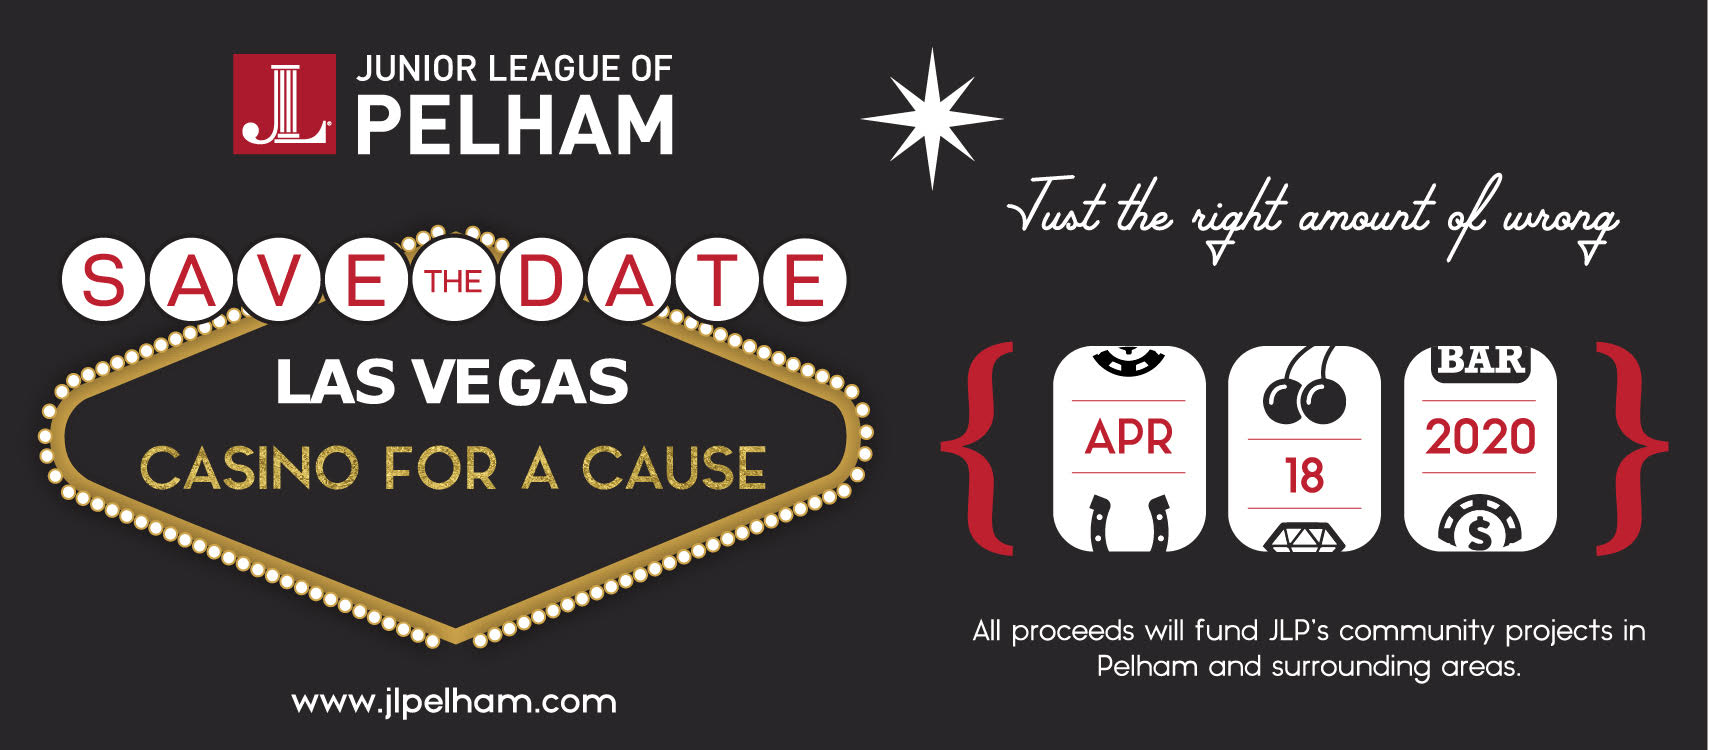 JL
JUNIOR LEAGUE OF
PELHAM
SAVE THE DATE
LAS VEGAS
CASINO FOR A CAUSE
www.jlpelham.com
Just the right amount of wrong
BAR
APR
18
2020
$
All proceeds will fund JLP's community projects in
Pelham and surrounding areas.